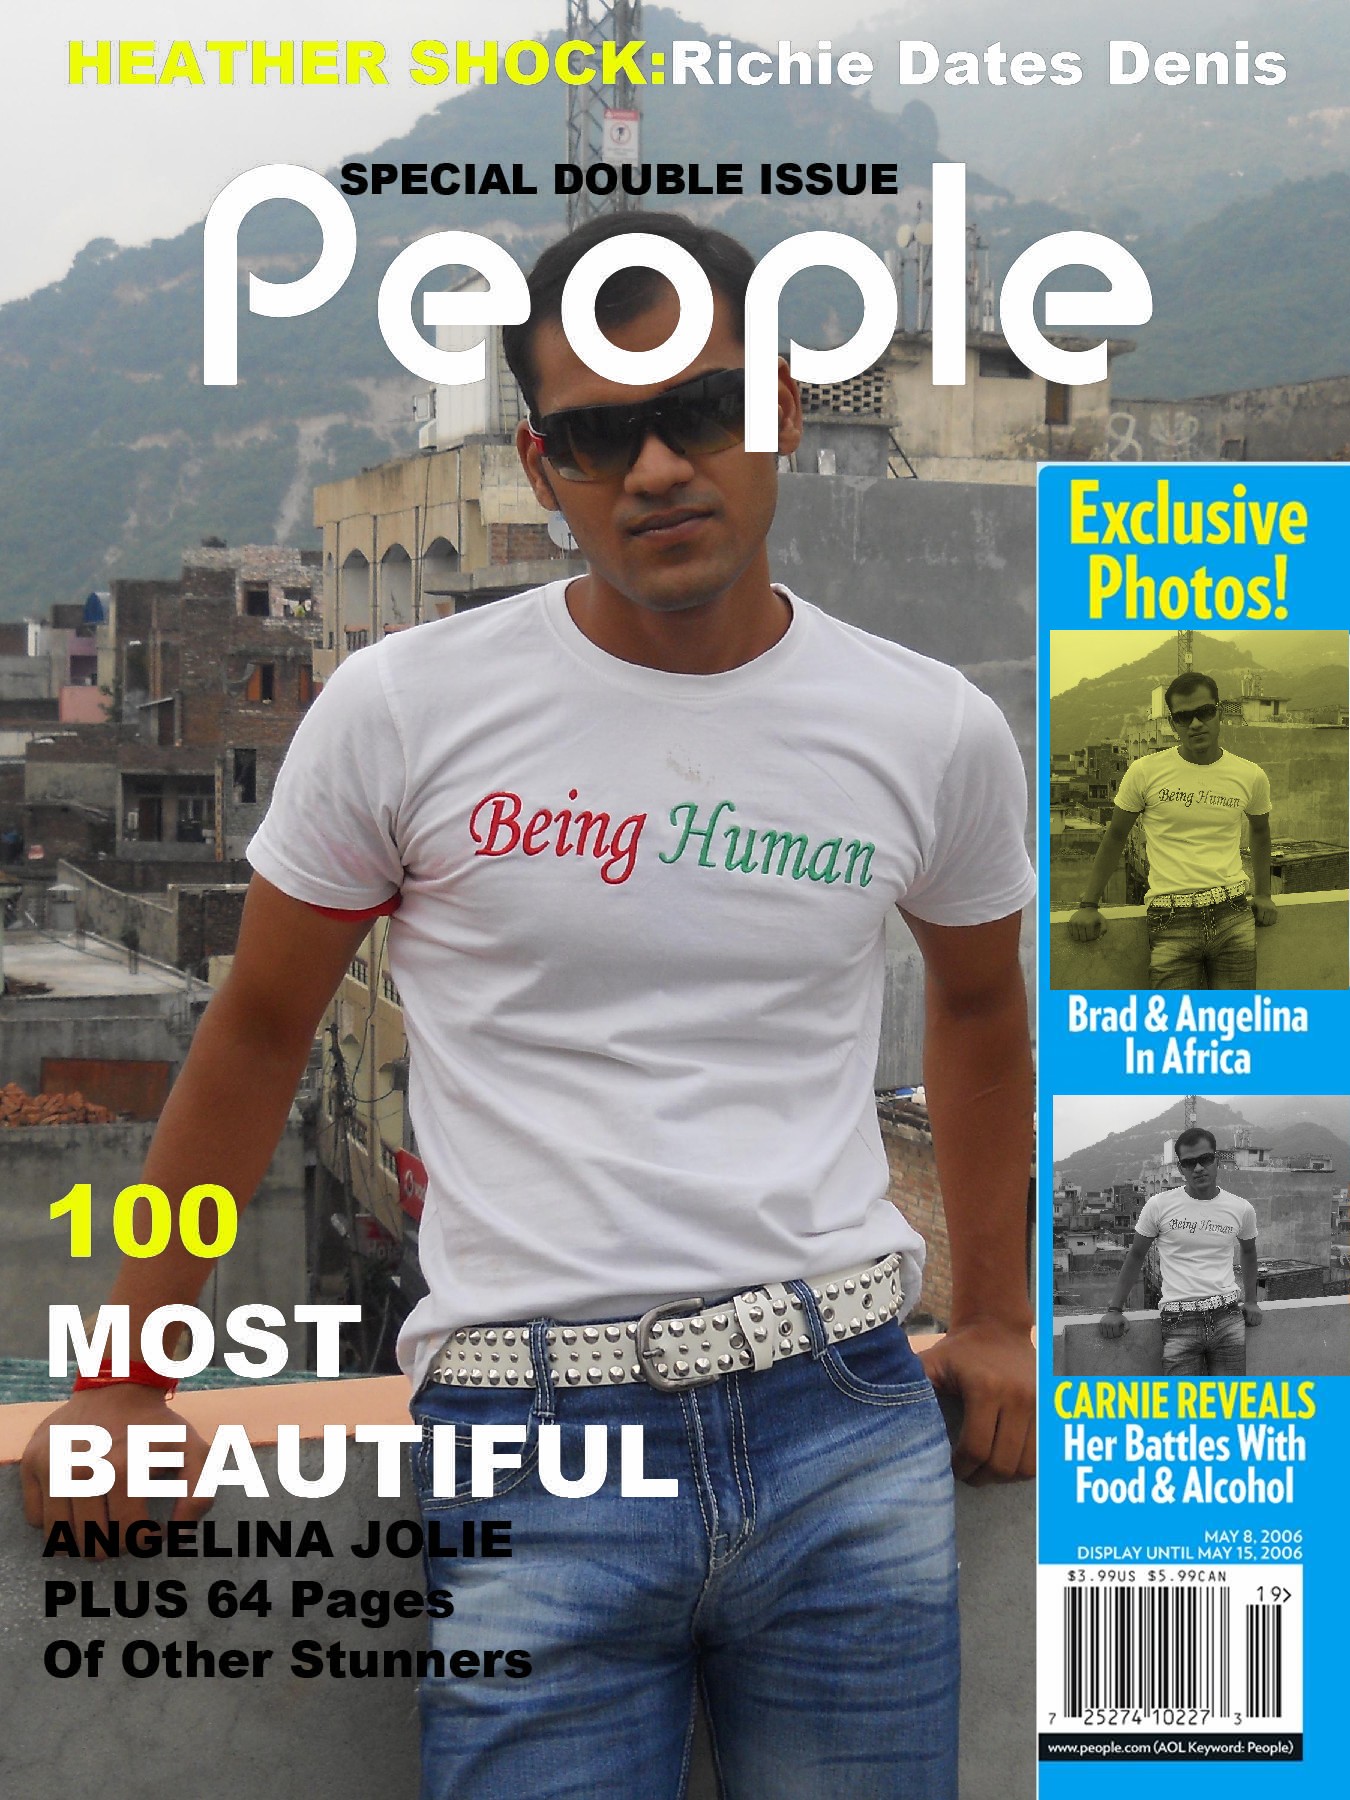 HEATHER SHOCK:Richie Dates Denis
SPECIAL DOUBLE ISSUE
People
Exclusive
Photos!
Being Human
Being Human
Brad & Angelina
In Africa
Being Human
100
MOST
BEAUTIFUL
ANGELINA JOLIE
PLUS 64 Pages
Of Other Stunners
CARNIE REVEALS
Her Battles With
Food & Alcohol
MAY 8, 2006
DISPLAY UNTIL MAY 15, 2006
$3.99US $5.99CAN
19>
7 25274 10227 3
www.people.com (AOL Keyword: People)